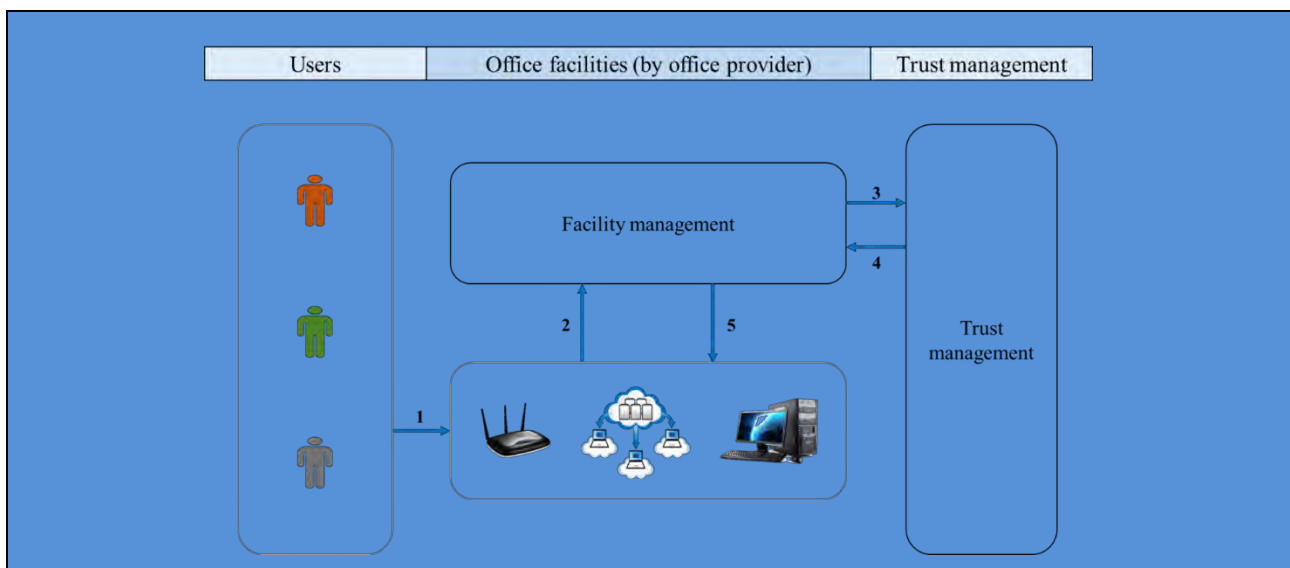 Users
Office facilities (by office provider)
Trust management
Facility management
3
4
2
5
Trust
management
1